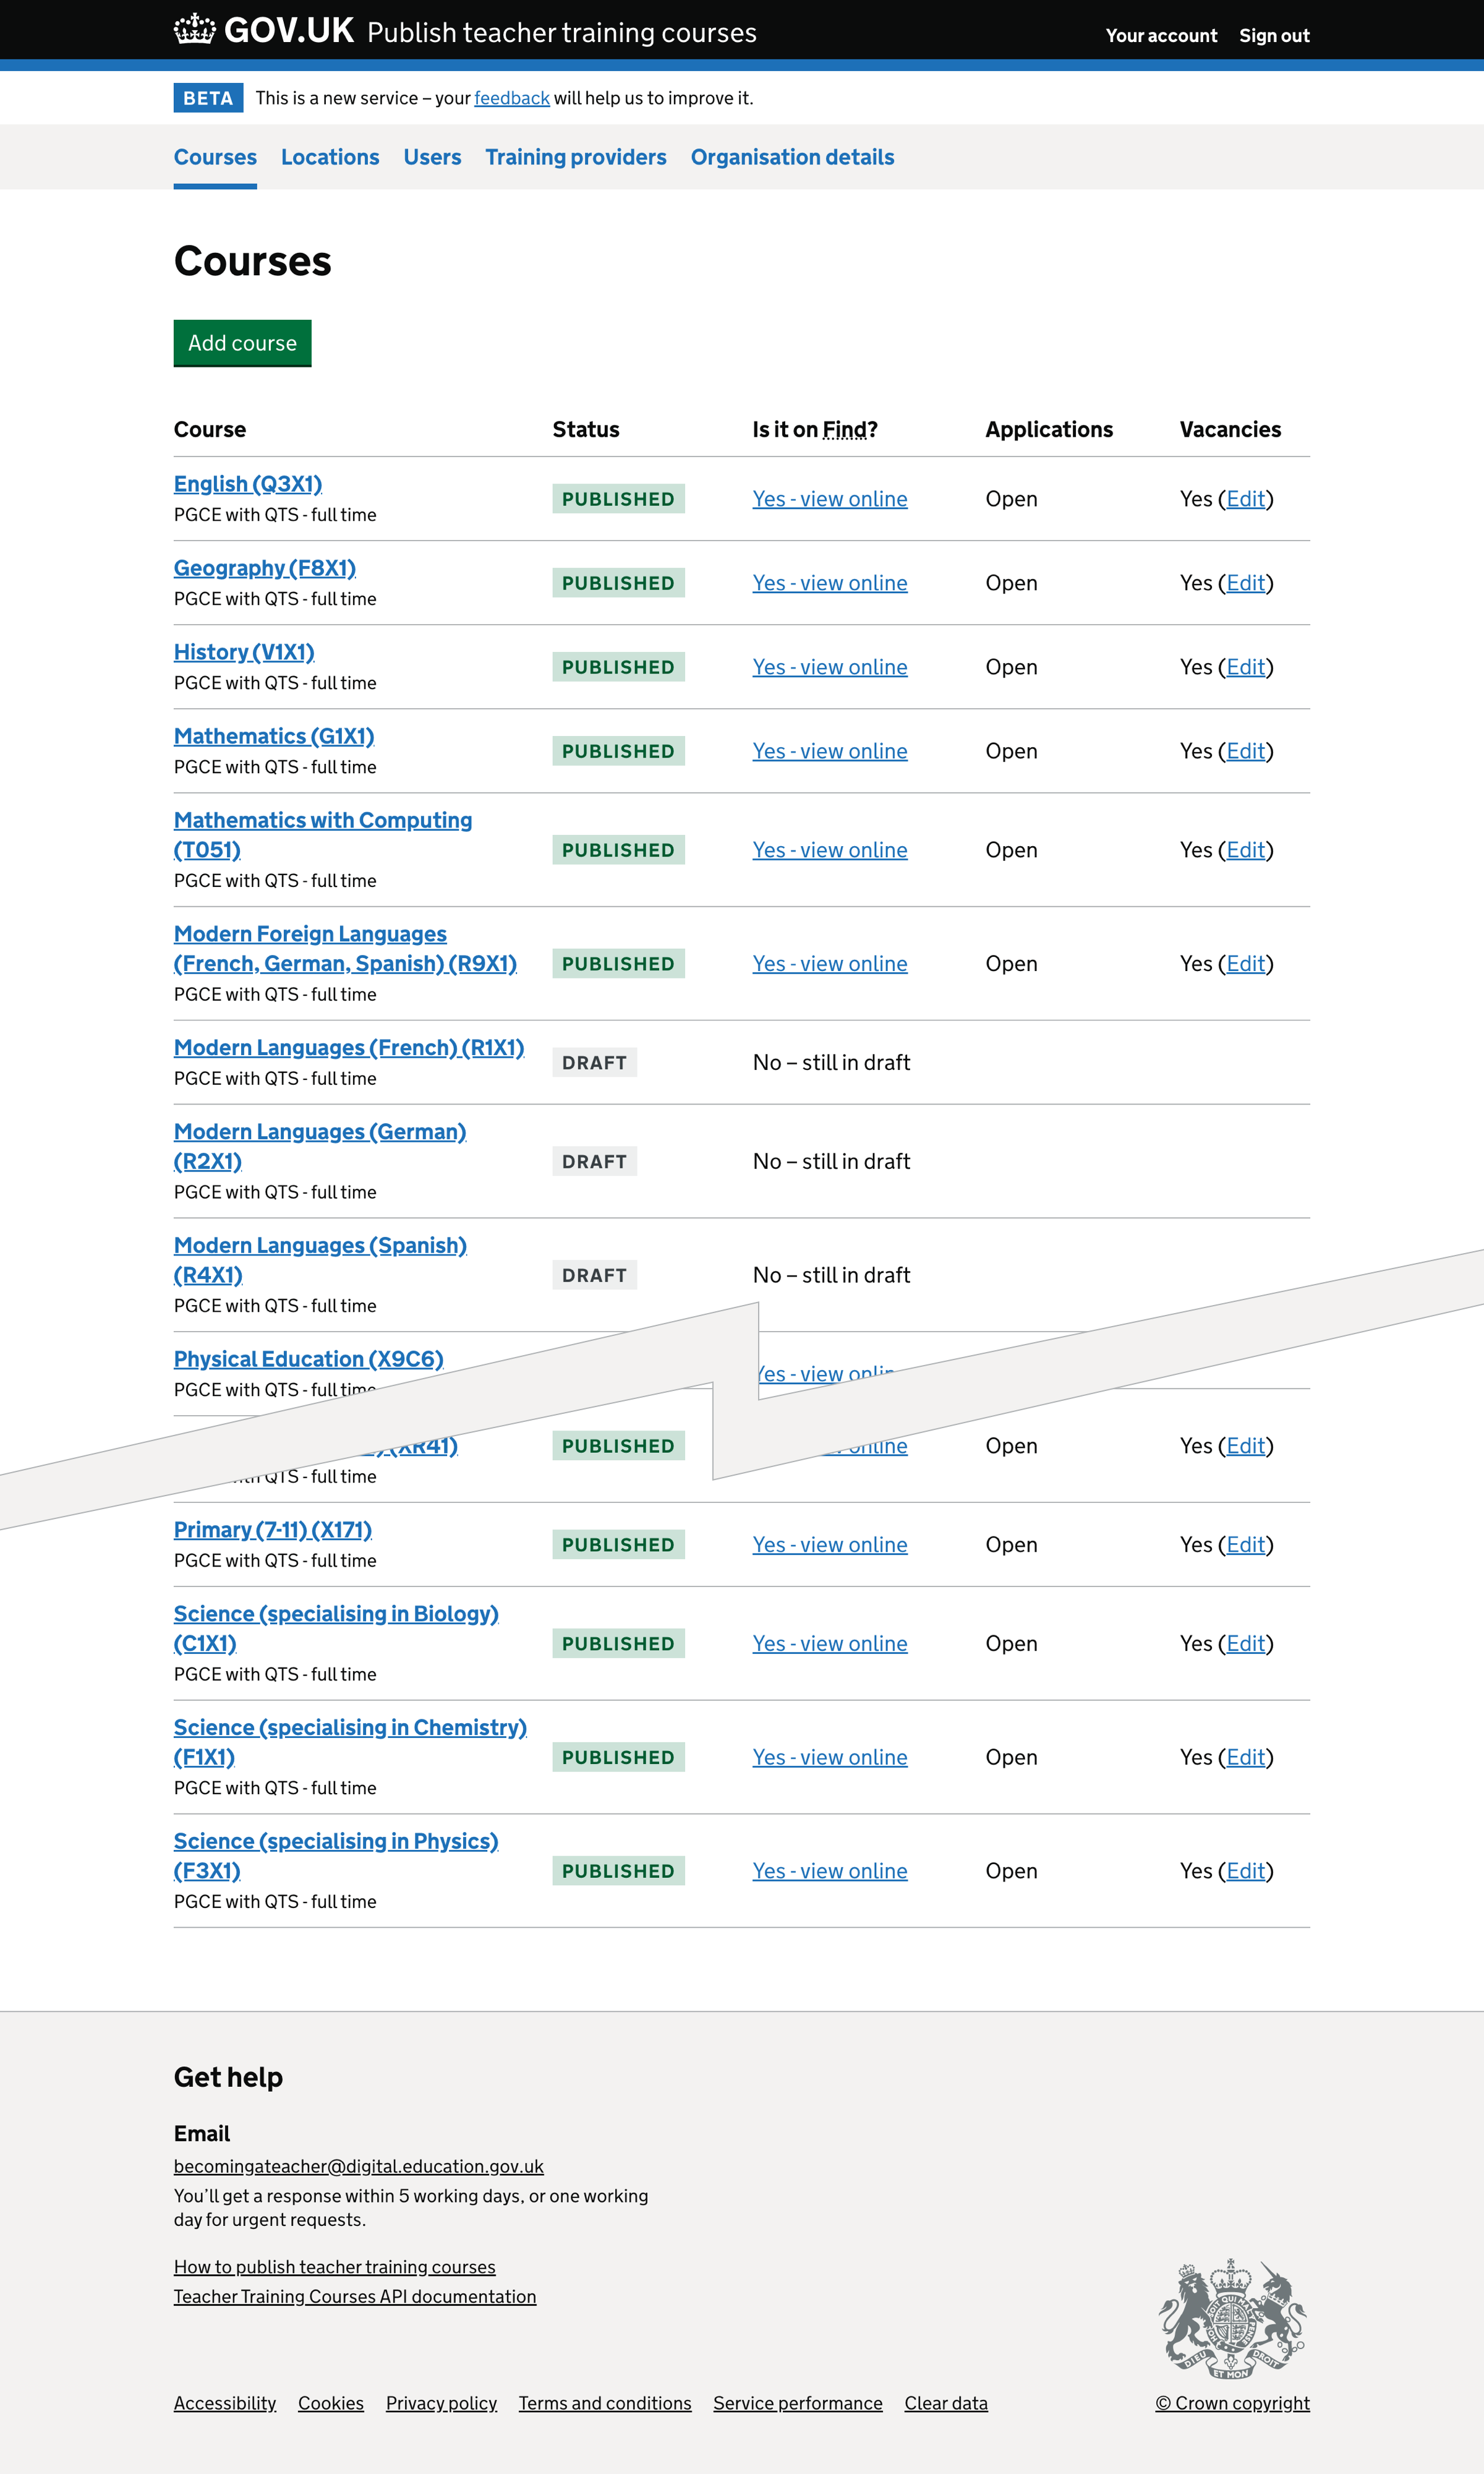 GOV.UK Publish teacher training courses Your account Sign out
BETA This is a new service – your feedback will help us to improve it.
Courses Locations Users Training providers Organisation details
Courses
Add course
Course Status Is it on Find? Applications Vacancies
English (Q3X1)
PUBLISHED Yes - view online Open Yes (Edit)
PGCE with QTS - full time
Geography (F8X1)
PUBLISHED Yes - view online Open Yes (Edit)
PGCE with QTS - full time
History (V1X1)
PUBLISHED Yes - view online Open Yes (Edit)
PGCE with QTS - full time
Mathematics (G1X1)
PUBLISHED Yes - view online Open Yes (Edit)
PGCE with QTS - full time
Mathematics with Computing
(T051) PUBLISHED Yes - view online Open Yes (Edit)
PGCE with QTS - full time
Modern Foreign Languages
(French, German, Spanish) (R9X1) PUBLISHED Yes - view online Open Yes (Edit)
PGCE with QTS - full time
Modern Languages (French) (R1X1)
DRAFT No – still in draft
PGCE with QTS - full time
Modern Languages (German)
(R2X1) DRAFT No – still in draft
PGCE with QTS - full time
Modern Languages (Spanish)
(R4X1) DRAFT No – still in draft
PGCE with QTS - full time
Physical Education (X9C6)
Yes - view online
PGCE with QTS - full time
(XR41) PUBLISHED online Open Yes (Edit)
QTS - full time
Primary (7-11) (X171)
PUBLISHED Yes - view online Open Yes (Edit)
PGCE with QTS - full time
Science (specialising in Biology)
(C1X1) PUBLISHED Yes - view online Open Yes (Edit)
PGCE with QTS - full time
Science (specialising in Chemistry)
(F1X1) PUBLISHED Yes - view online Open Yes (Edit)
PGCE with QTS - full time
Science (specialising in Physics)
(F3X1) PUBLISHED Yes - view online Open Yes (Edit)
PGCE with QTS - full time
Get help
Email
becomingateacher@digital.education.gov.uk
You’ll get a response within 5 working days, or one working
day for urgent requests.
How to publish teacher training courses
Teacher Training Courses API documentation
DIEU ET MON DROIT
Accessibility Cookies Privacy policy Terms and conditions Service performance Clear data © Crown copyright